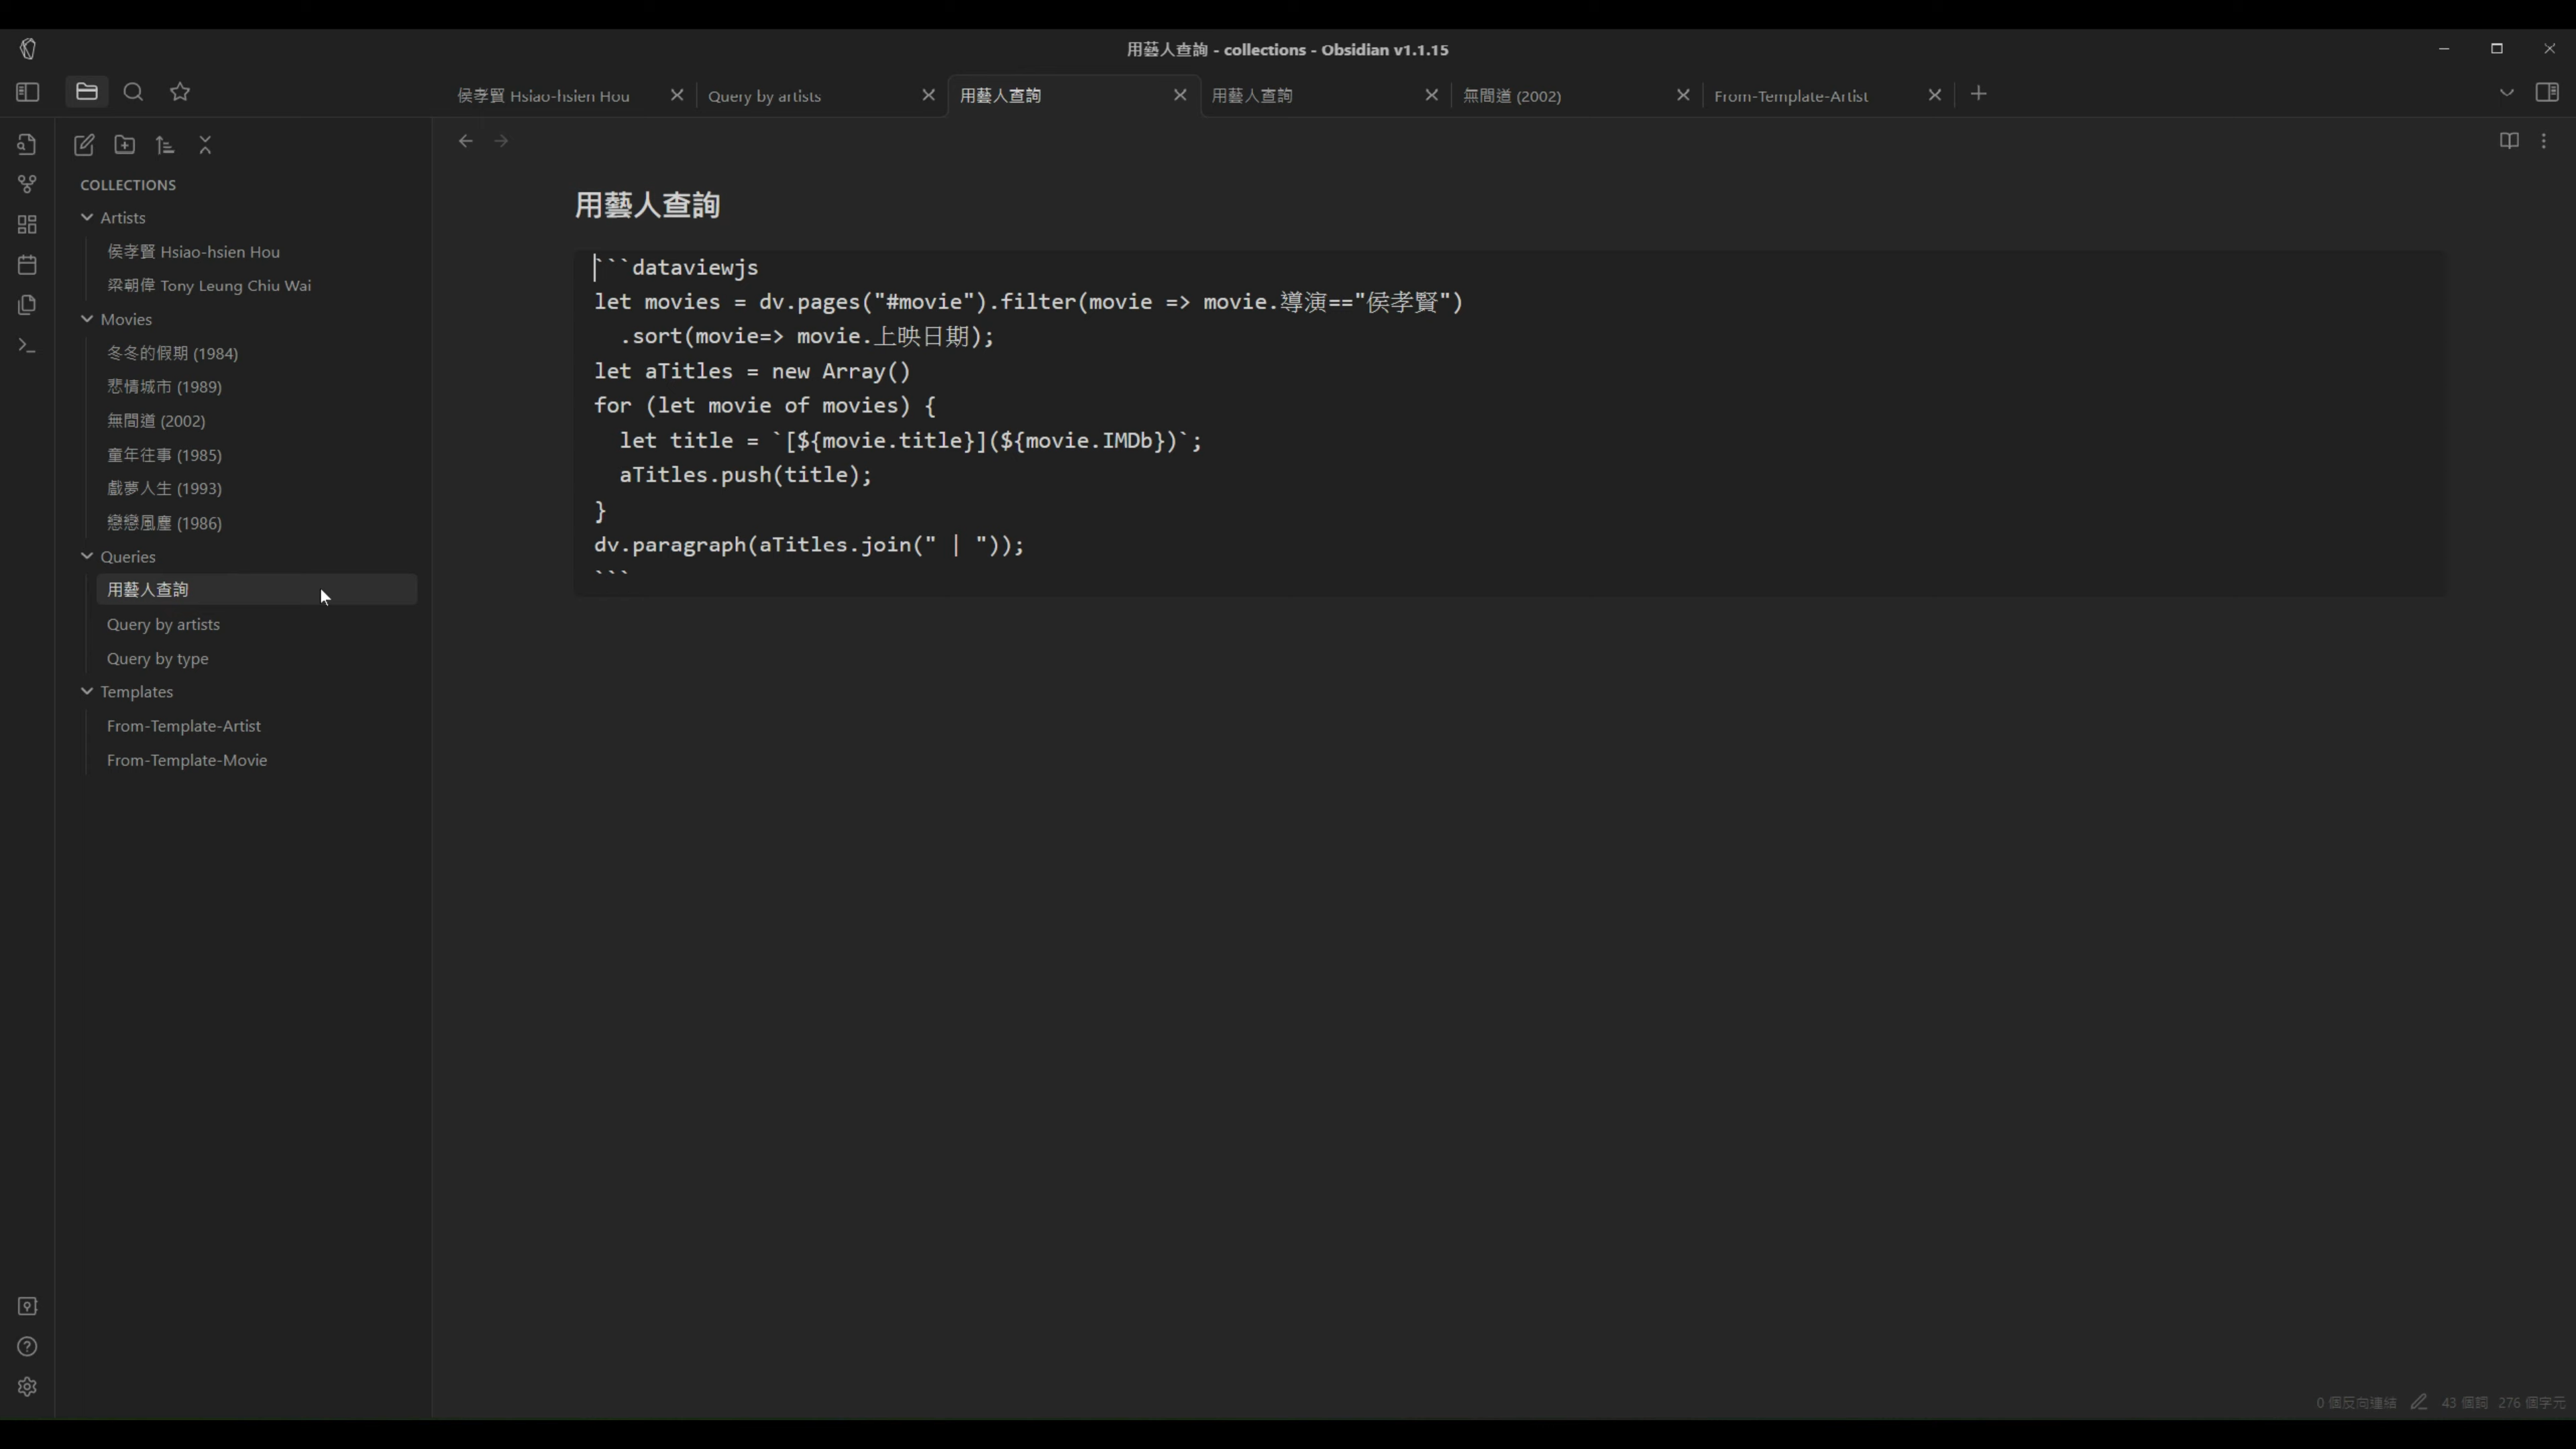 用藝人查詢 - collections - Obsidian v1.1.15
侯孝賢 Hsiao-hsien Hou
Query by artists
用藝人查詢
用藝人查詢
無間道 (2002)
From-Template-Artist
COLLECTIONS
Artists
侯孝賢 Hsiao-hsien Hou
梁朝偉 Tony Leung Chiu Wai
Movies
冬冬的假期 (1984)
悲情城市 (1989)
無間道 (2002)
童年往事 (1985)
戲夢人生 (1993)
戀戀風塵 (1986)
Queries
用藝人查詢
Query by artists
Query by type
Templates
From-Template-Artist
From-Template-Movie
用藝人查詢
```dataviewjs
let movies = dv.pages("#movie").filter(movie => movie.導演=="侯孝賢")
  .sort(movie=> movie.上映日期);
let aTitles = new Array()
for (let movie of movies) {
  let title = `[${movie.title}](${movie.IMDb})`;
  aTitles.push(title);
}
dv.paragraph(aTitles.join(" | "));
```
0 個反向連結 43 個詞 276 個字元